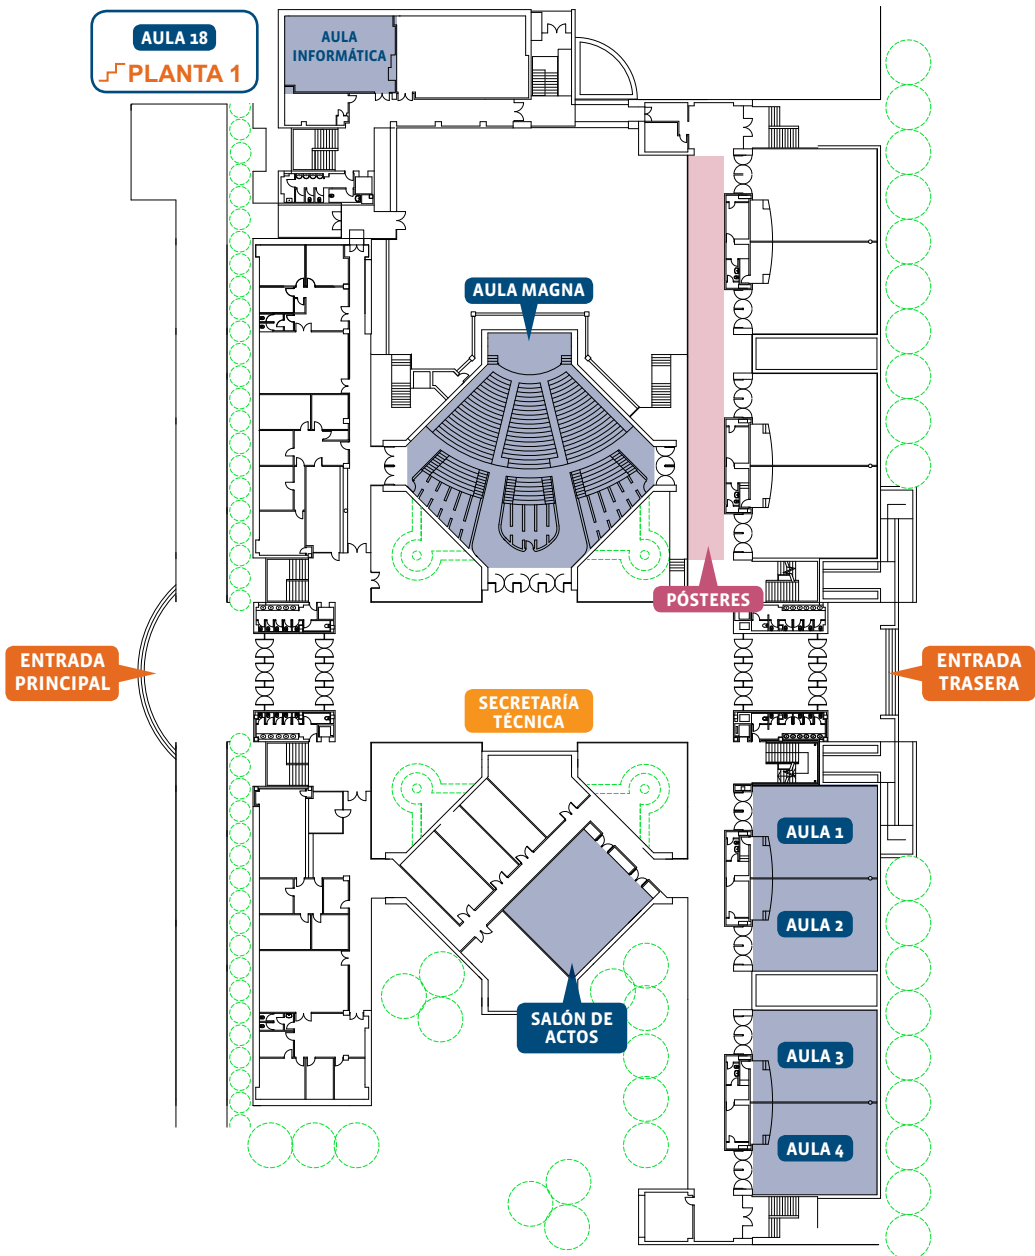 AULA 18
PLANTA 1
AULA
INFORMÁTICA
AULA MAGNA
PÓSTERES
ENTRADA
PRINCIPAL
ENTRADA
TRASERA
SECRETARÍA
TÉCNICA
AULA 1
AULA 2
SALÓN DE
ACTOS
AULA 3
AULA 4